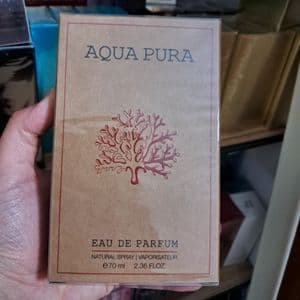 AQUA PURA
EAU DE PARFUM
NATURAL SPRAY | VAPORISATEUR
℮70 ml 2.36 FL.OZ.